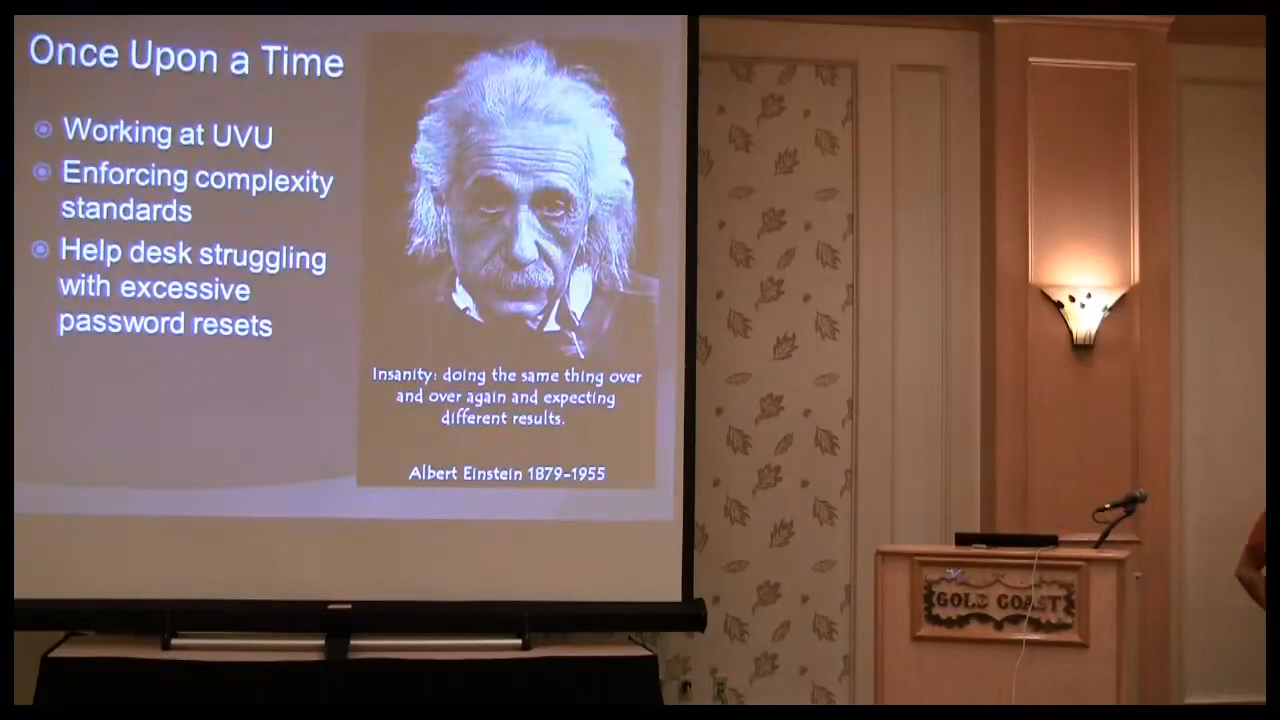 Once Upon a Time
Working at UVU
Enforcing complexity
standards
Help desk struggling
with excessive
password resets
Insanity: doing the same thing over
and over again and expecting
different results.
Albert Einstein 1879-1955
GOLD COAST